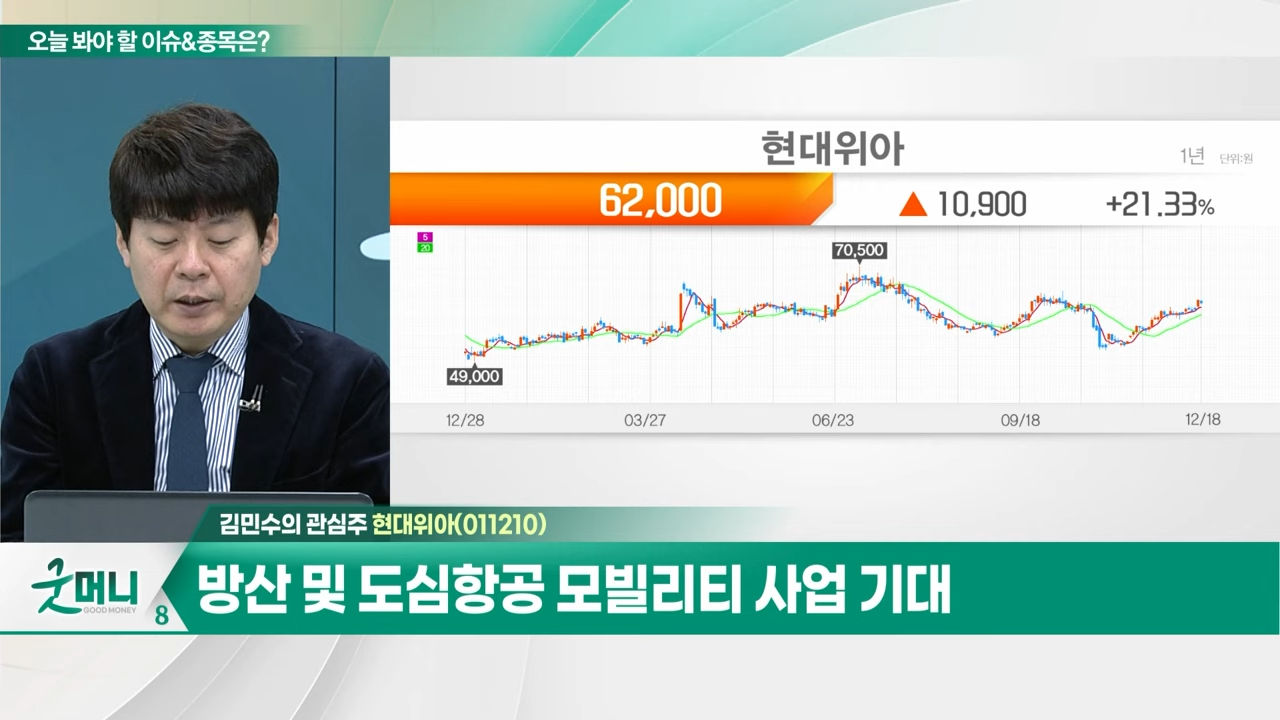 오늘 봐야 할 이슈&종목은?
현대위아
1년 단위:원
62,000 ▲ 10,900 +21.33%
5
20
70,500
49,000
12/28 03/27 06/23 09/18 12/18
김민수의 관심주 현대위아(011210)
굿머니
GOOD MONEY
8
방산 및 도심항공 모빌리티 사업 기대